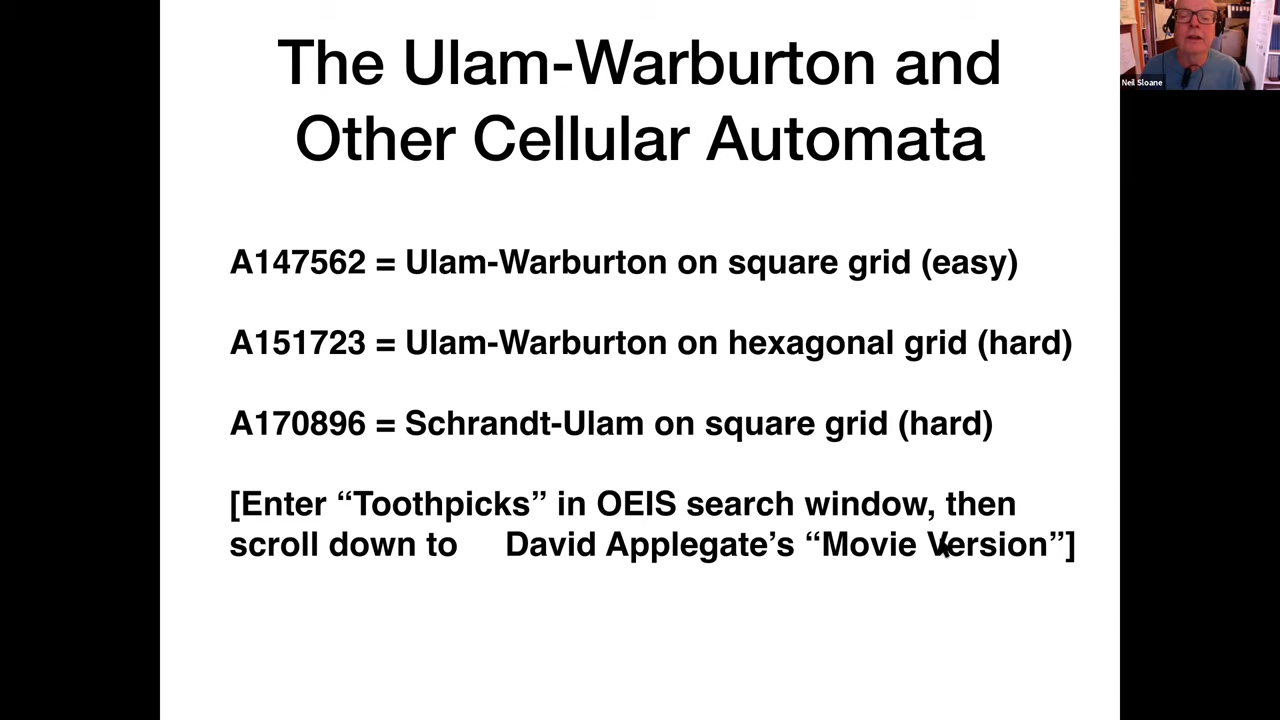 The Ulam-Warburton and
Other Cellular Automata
A147562 = Ulam-Warburton on square grid (easy)
A151723 = Ulam-Warburton on hexagonal grid (hard)
A170896 = Schrandt-Ulam on square grid (hard)
[Enter “Toothpicks” in OEIS search window, then
scroll down to David Applegate’s “Movie Version”]
Neil Sloane